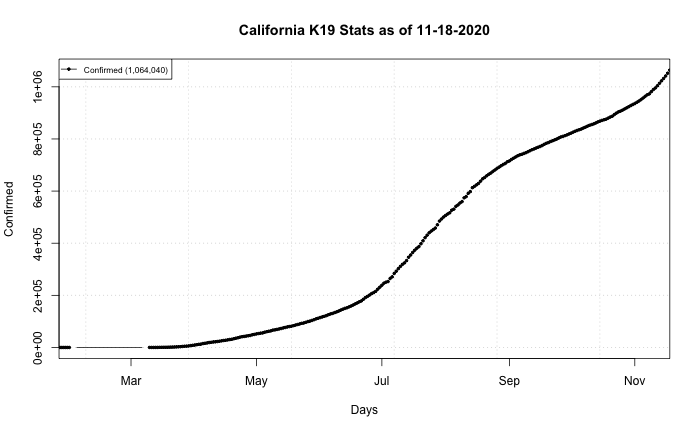 California K19 Stats as of 11-18-2020
Confirmed (1,064,040)
1e+06
8e+05
6e+05
4e+05
2e+05
0e+00
Confirmed
Mar May Jul Sep Nov
Days